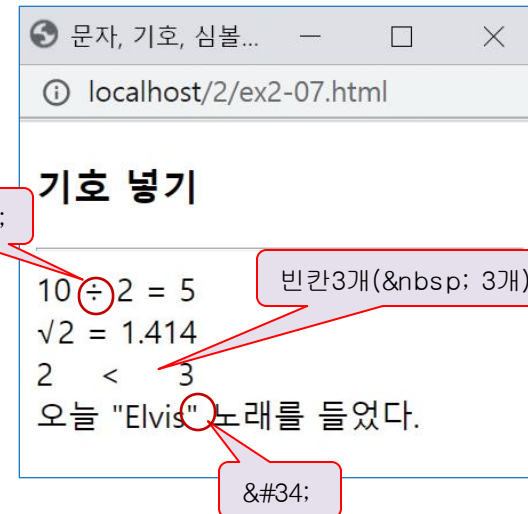 문자, 기호, 심볼...
localhost/2/ex2-07.html
기호 넣기
;
빈칸3개(&nbsp; 3개)
10 ÷ 2 = 5
√2 = 1.414
2 < 3
오늘 "Elvis" 노래를 들었다.
&#34;